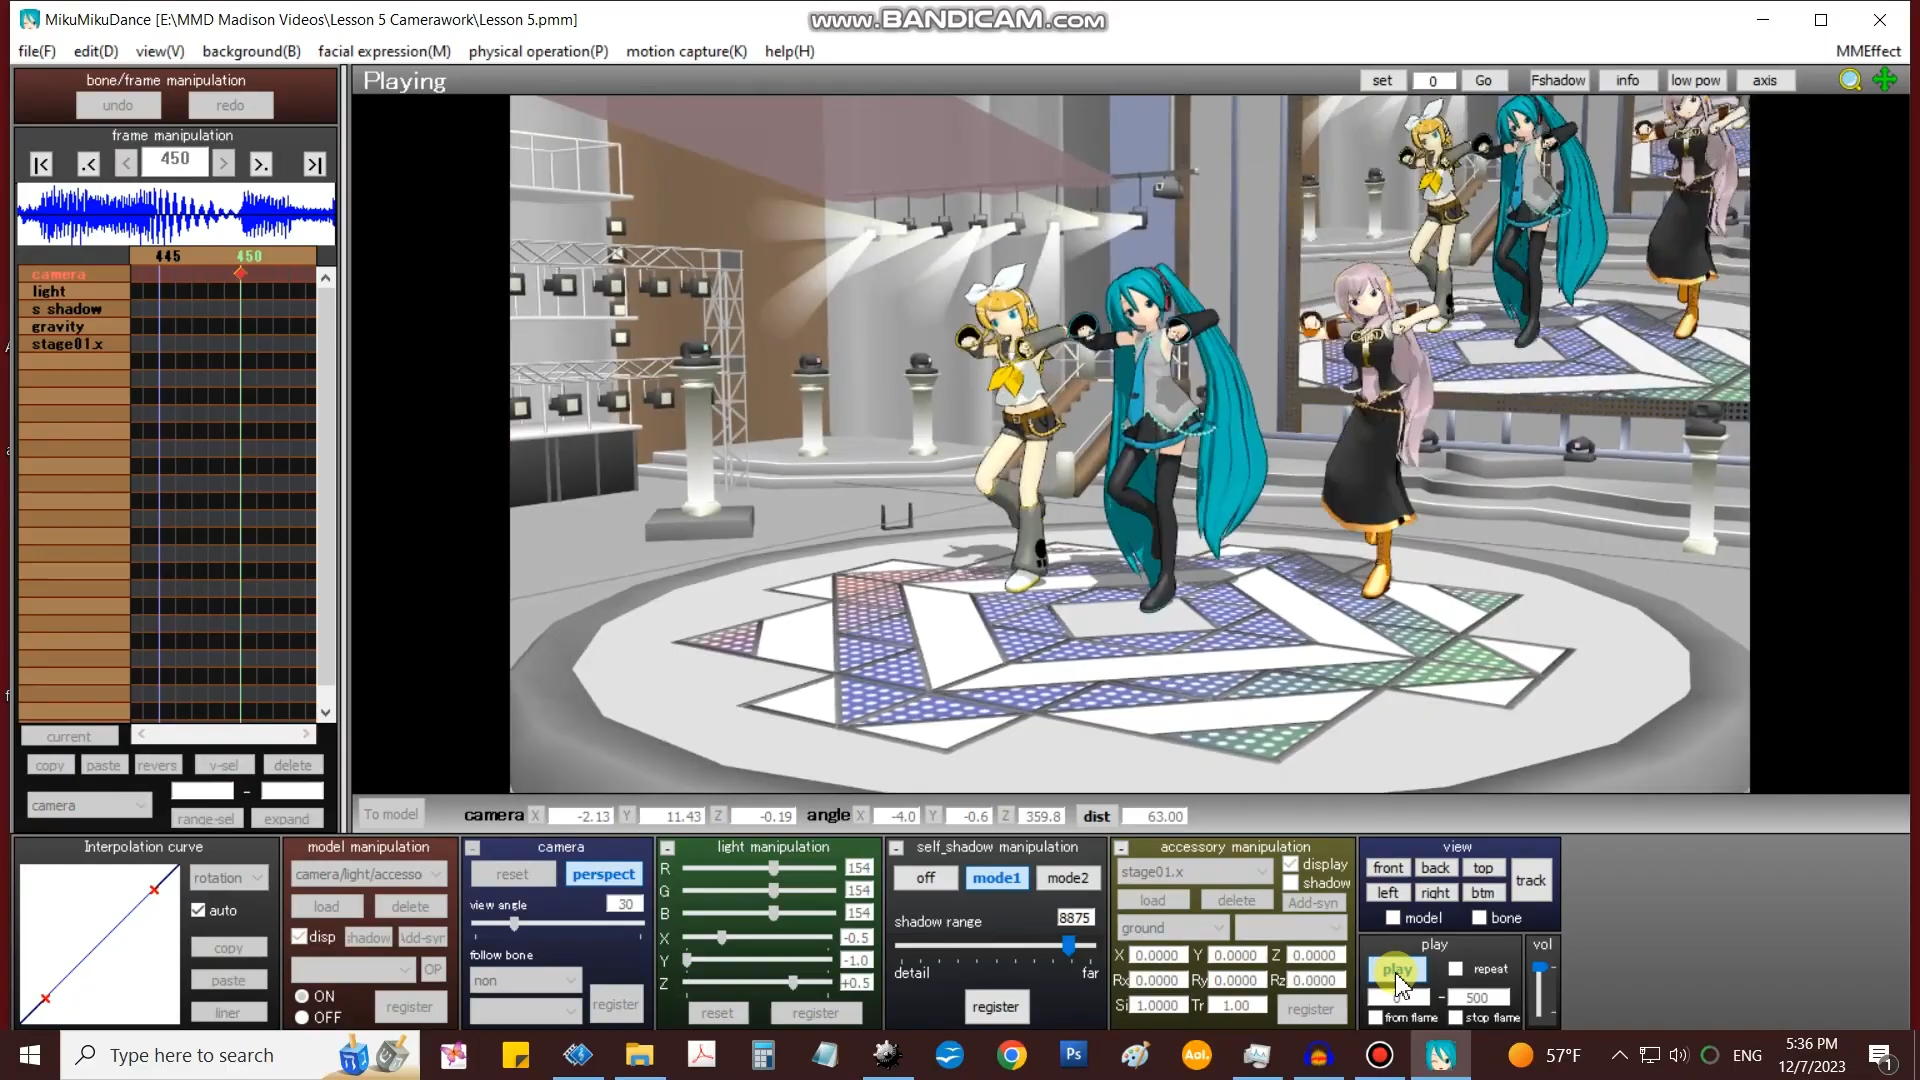 MikuMikuDance [E:\MMD Madison Videos\Lesson 5 Camerawork\Lesson 5.pmm]
www.BANDICAM.com
file(F) edit(D) view(V) background(B) facial expression(M) physical operation(P) motion capture(K) help(H) MMEffect
bone/frame manipulation
undo redo
Playing
set 0 Go Fshadow info low pow axis
frame manipulation
|< .< < 450 > >. >|
445 450
camera
light
s shadow
gravity
stage01.x
current
copy paste revers v-sel delete
camera -
range-sel expand
To model camera X -2.13 Y 11.43 Z -0.19 angle X -4.0 Y -0.6 Z 359.8 dist 63.00
Interpolation curve
rotation
auto
copy
paste
liner
model manipulation
camera/light/accesso
load delete
disp shadow Add-syn
OP
ON
OFF
register
- camera
reset perspect
view angle 30
follow bone
non
register
- light manipulation
R 154
G 154
B 154
X -0.5
Y -1.0
Z +0.5
reset register
- self_shadow manipulation
off mode1 mode2
shadow range 8875
detail far
register
- accessory manipulation
stage01.x display
shadow
load delete Add-syn
ground
X 0.0000 Y 0.0000 Z 0.0000
Rx 0.0000 Ry 0.0000 Rz 0.0000
Si 1.0000 Tr 1.00 register
view
front back top
left right btm track
model bone
play vol
play repeat
0 - 500
from flame stop flame
Type here to search
Ps
Aol.
57°F ENG 5:36 PM
12/7/2023
1